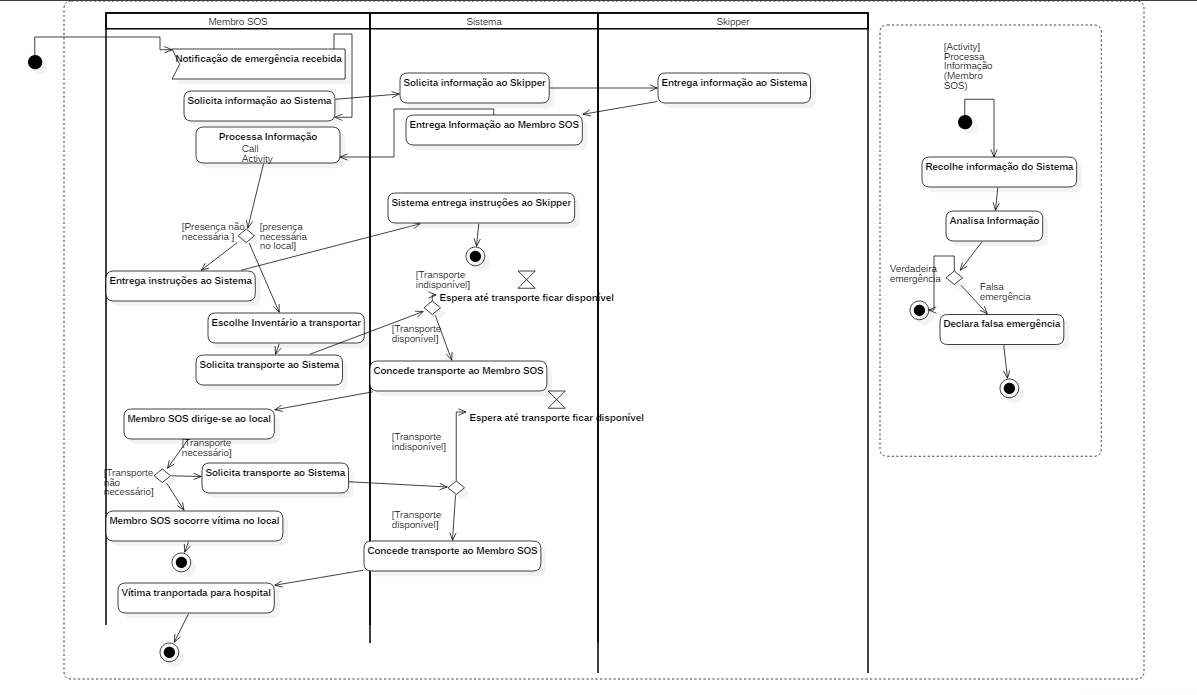 Membro SOS
Sistema
Skipper
Notificação de emergência recebida
Solicita informação ao Sistema
Solicita informação ao Skipper
Entrega informação ao Sistema
Entrega Informação ao Membro SOS
Processa Informação
Call
Activity
[Presença não
necessária ]
[presença
necessária
no local]
Entrega instruções ao Sistema
Sistema entrega instruções ao Skipper
Escolhe Inventário a transportar
Solicita transporte ao Sistema
[Transporte
indisponível]
Espera até transporte ficar disponível
[Transporte
disponível]
Concede transporte ao Membro SOS
Membro SOS dirige-se ao local
[Transporte
necessário]
[Transporte
não
necessário]
Solicita transporte ao Sistema
Espera até transporte ficar disponível
[Transporte
indisponível]
[Transporte
disponível]
Membro SOS socorre vítima no local
Concede transporte ao Membro SOS
Vítima tranportada para hospital
[Activity]
Processa
Informação
(Membro
SOS)
Recolhe informação do Sistema
Analisa Informação
Verdadeira
emergência
Falsa
emergência
Declara falsa emergência